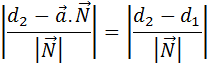 |(d₂ − a⃗.N⃗) / |N⃗|| = |(d₂ − d₁) / |N⃗||